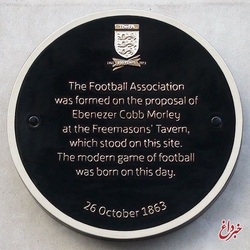 The Football Association
was formed on the proposal of
Ebenezer Cobb Morley
at the Freemasons' Tavern,
which stood on this site.
The modern game of football
was born on this day.
26 October 1863
خبرداغ